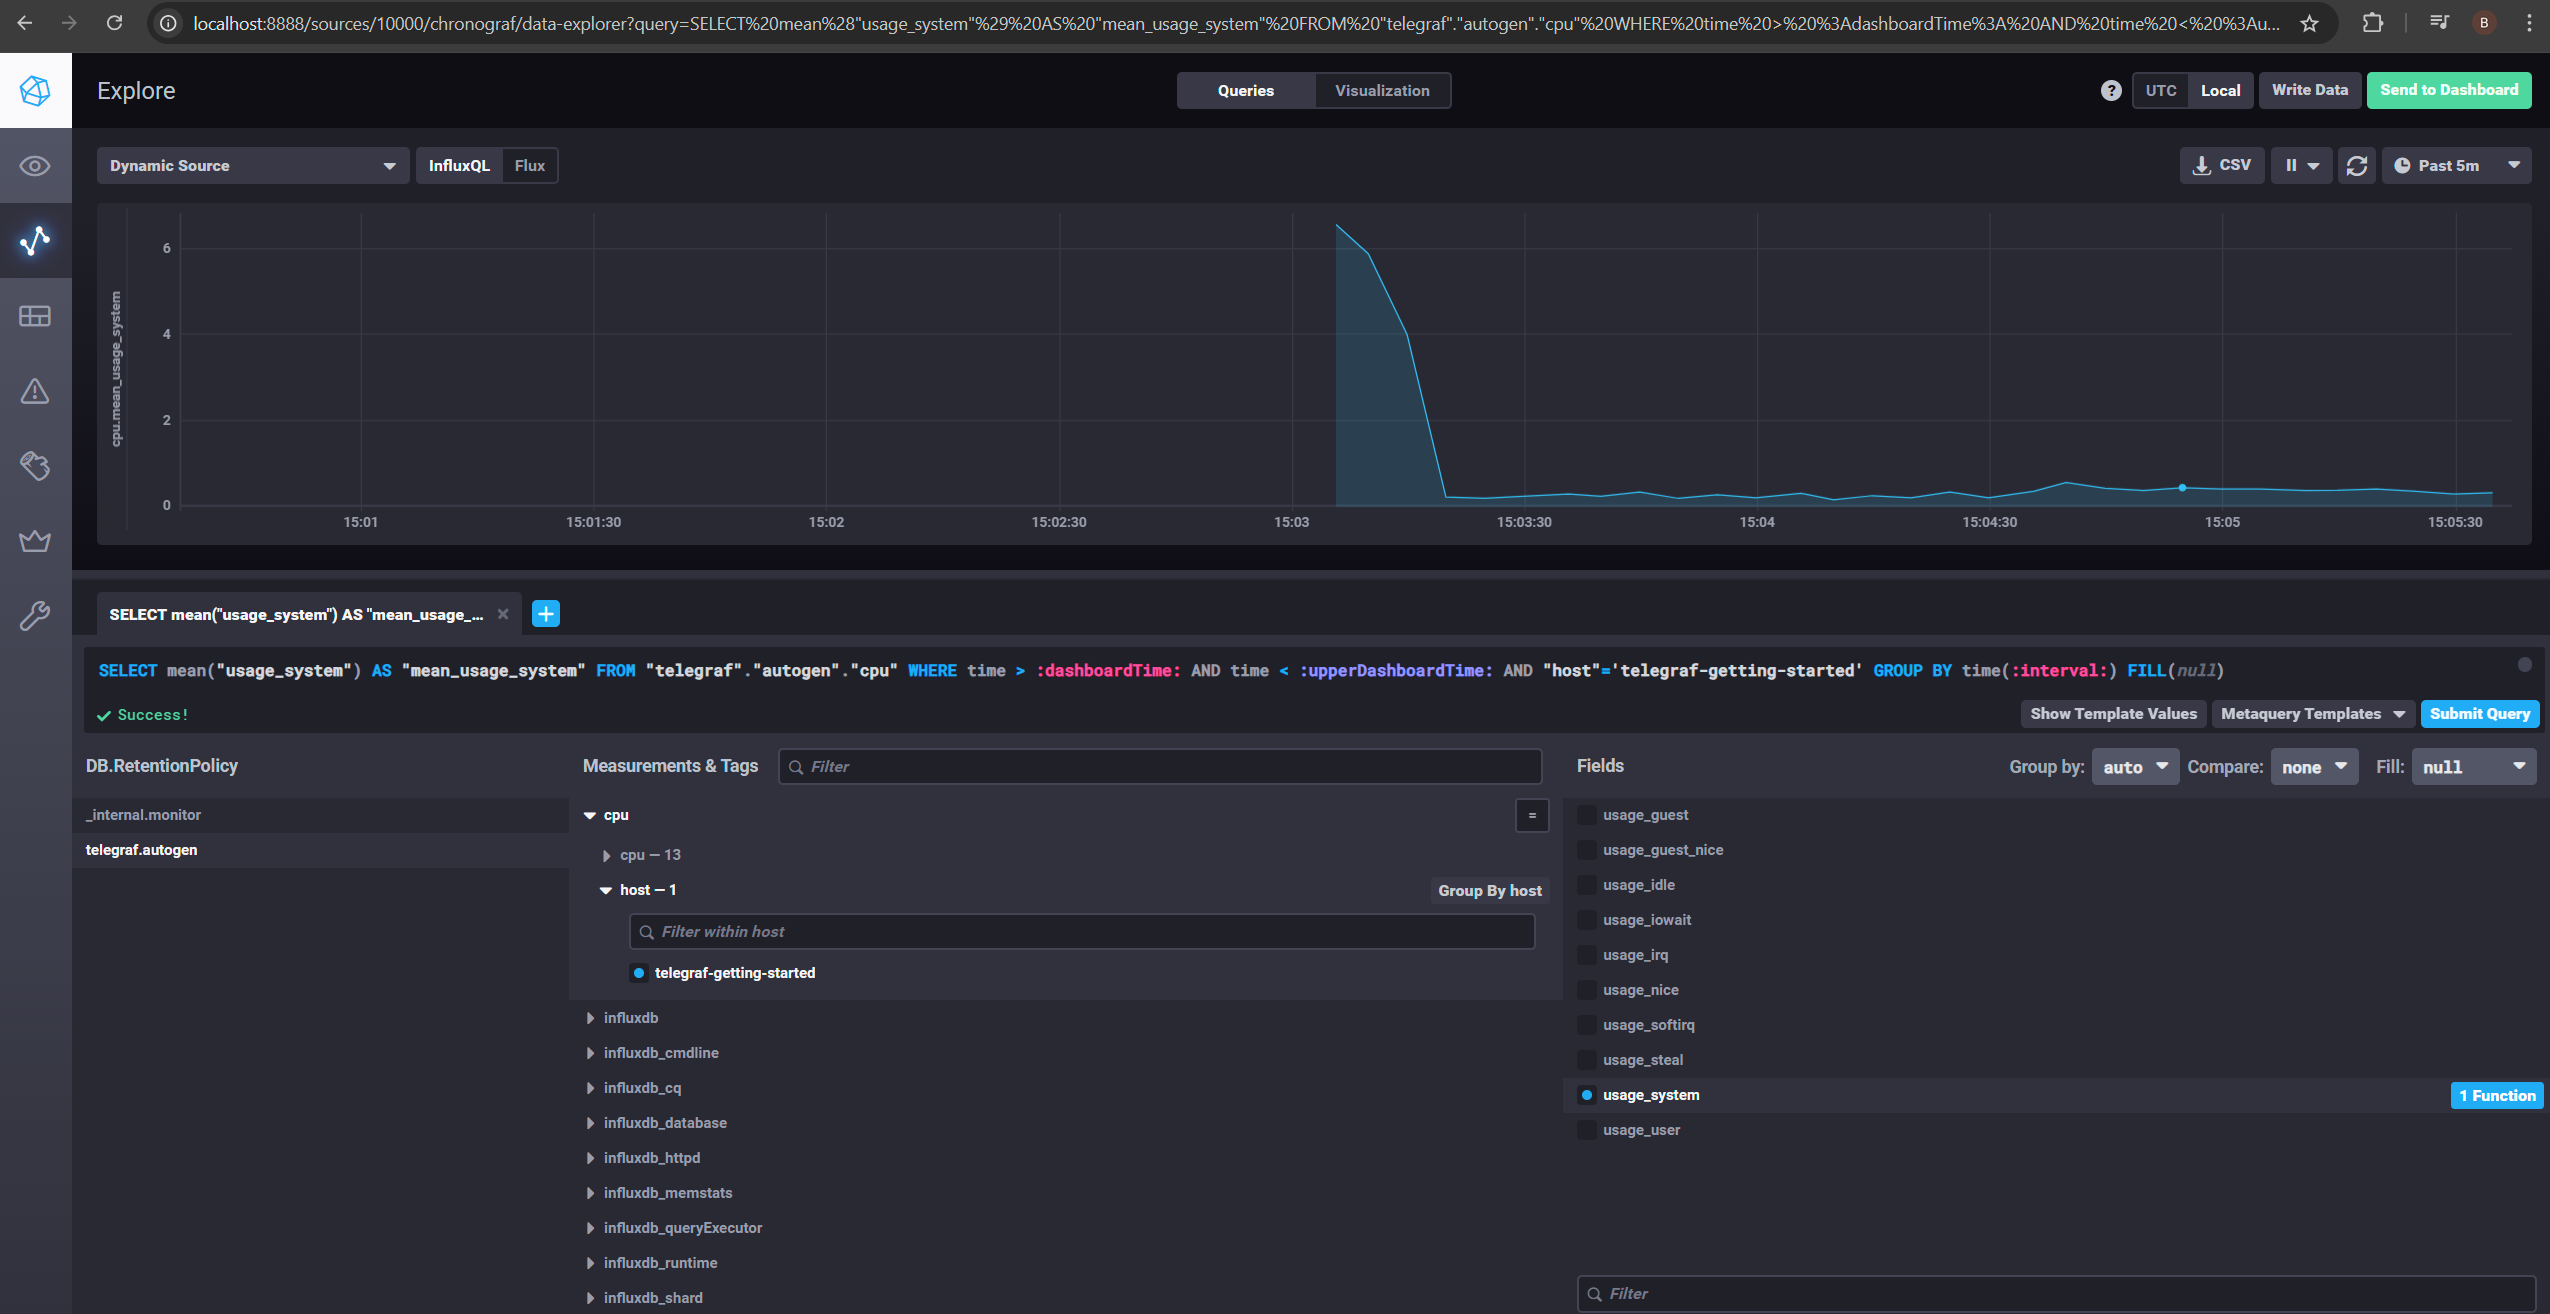 localhost:8888/sources/10000/chronograf/data-explorer?query=SELECT%20mean%28"usage_system"%29%20AS%20"mean_usage_system"%20FROM%20"telegraf"."autogen"."cpu"%20WHERE%20time%20>%20%3AdashboardTime%3A%20AND%20time%20<%20%3Au...
B
Explore
Queries
Visualization
?
UTC
Local
Write Data
Send to Dashboard
Dynamic Source
InfluxQL
Flux
CSV
Past 5m
cpu.mean_usage_system
6
4
2
0
15:01
15:01:30
15:02
15:02:30
15:03
15:03:30
15:04
15:04:30
15:05
15:05:30
SELECT mean("usage_system") AS "mean_usage_...
SELECT mean("usage_system") AS "mean_usage_system" FROM "telegraf"."autogen"."cpu" WHERE time > :dashboardTime: AND time < :upperDashboardTime: AND "host"='telegraf-getting-started' GROUP BY time(:interval:) FILL(null)
Success!
Show Template Values
Metaquery Templates
Submit Query
DB.RetentionPolicy
_internal.monitor
telegraf.autogen
Measurements & Tags
Filter
cpu
=
cpu — 13
host — 1
Group By host
Filter within host
telegraf-getting-started
influxdb
influxdb_cmdline
influxdb_cq
influxdb_database
influxdb_httpd
influxdb_memstats
influxdb_queryExecutor
influxdb_runtime
influxdb_shard
Fields
Group by:
auto
Compare:
none
Fill:
null
usage_guest
usage_guest_nice
usage_idle
usage_iowait
usage_irq
usage_nice
usage_softirq
usage_steal
usage_system
1 Function
usage_user
Filter